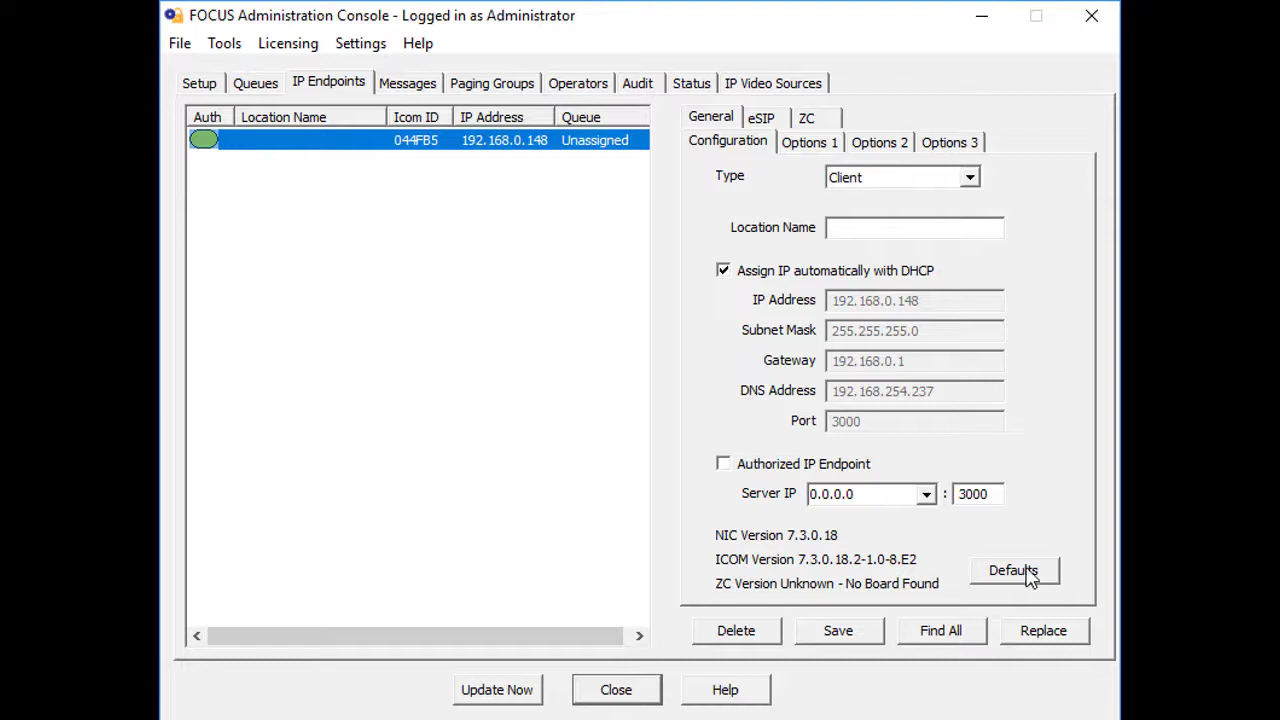 FOCUS Administration Console - Logged in as Administrator
File Tools Licensing Settings Help
Setup Queues IP Endpoints Messages Paging Groups Operators Audit Status IP Video Sources
Auth Location Name Icom ID IP Address Queue
044FB5 192.168.0.148 Unassigned
General eSIP ZC
Configuration Options 1 Options 2 Options 3
Type Client
Location Name
Assign IP automatically with DHCP
IP Address 192.168.0.148
Subnet Mask 255.255.255.0
Gateway 192.168.0.1
DNS Address 192.168.254.237
Port 3000
Authorized IP Endpoint
Server IP 0.0.0.0 : 3000
NIC Version 7.3.0.18
ICOM Version 7.3.0.18.2-1.0-8.E2
ZC Version Unknown - No Board Found
Defaults
Delete Save Find All Replace
Update Now Close Help